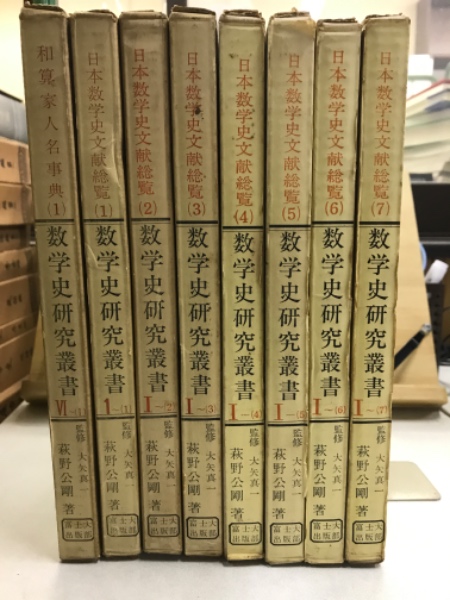 和算家人名事典(1)
数学史研究叢書
VI~(1)
萩野公剛 著
富士大出版部
日本数学史文献総覧(1)
数学史研究叢書
1~(1)
監修 大矢真一
萩野公剛 著
富士大出版部
日本数学史文献総覧(2)
数学史研究叢書
I~(2)
監修 大矢真一
萩野公剛 著
富士大出版部
日本数学史文献総覧(3)
数学史研究叢書
I~(3)
監修 大矢真一
萩野公剛 著
富士大出版部
日本数学史文献総覧(4)
数学史研究叢書
I~(4)
監修 大矢真一
萩野公剛 著
富士大出版部
日本数学史文献総覧(5)
数学史研究叢書
I~(5)
監修 大矢真一
萩野公剛 著
富士大出版部
日本数学史文献総覧(6)
数学史研究叢書
I~(6)
監修 大矢真一
萩野公剛 著
富士大出版部
日本数学史文献総覧(7)
数学史研究叢書
I~(7)
監修 大矢真一
萩野公剛 著
富士大出版部